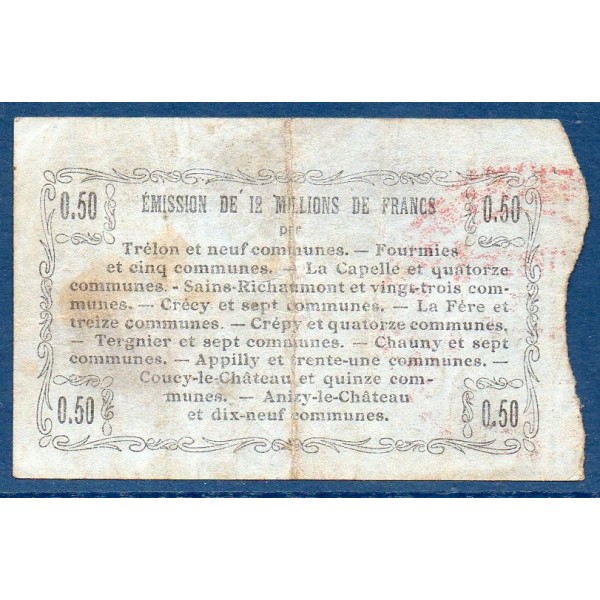 0.50 ÉMISSION DE 12 MILLIONS DE FRANCS 0.50
par
Trélon et neuf communes. — Fourmies
et cinq communes. — La Capelle et quatorze
communes. - Sains-Richaumont et vingt-trois com-
munes. — Crécy et sept communes. — La Fére et
treize communes. — Crépy et quatorze communes.
- Tergnier et sept communes. — Chauny et sept
communes. — Appilly et trente-une communes. —
Coucy-le-Château et quinze com-
munes. — Anizy-le-Château
0.50 et dix-neuf communes. 0.50